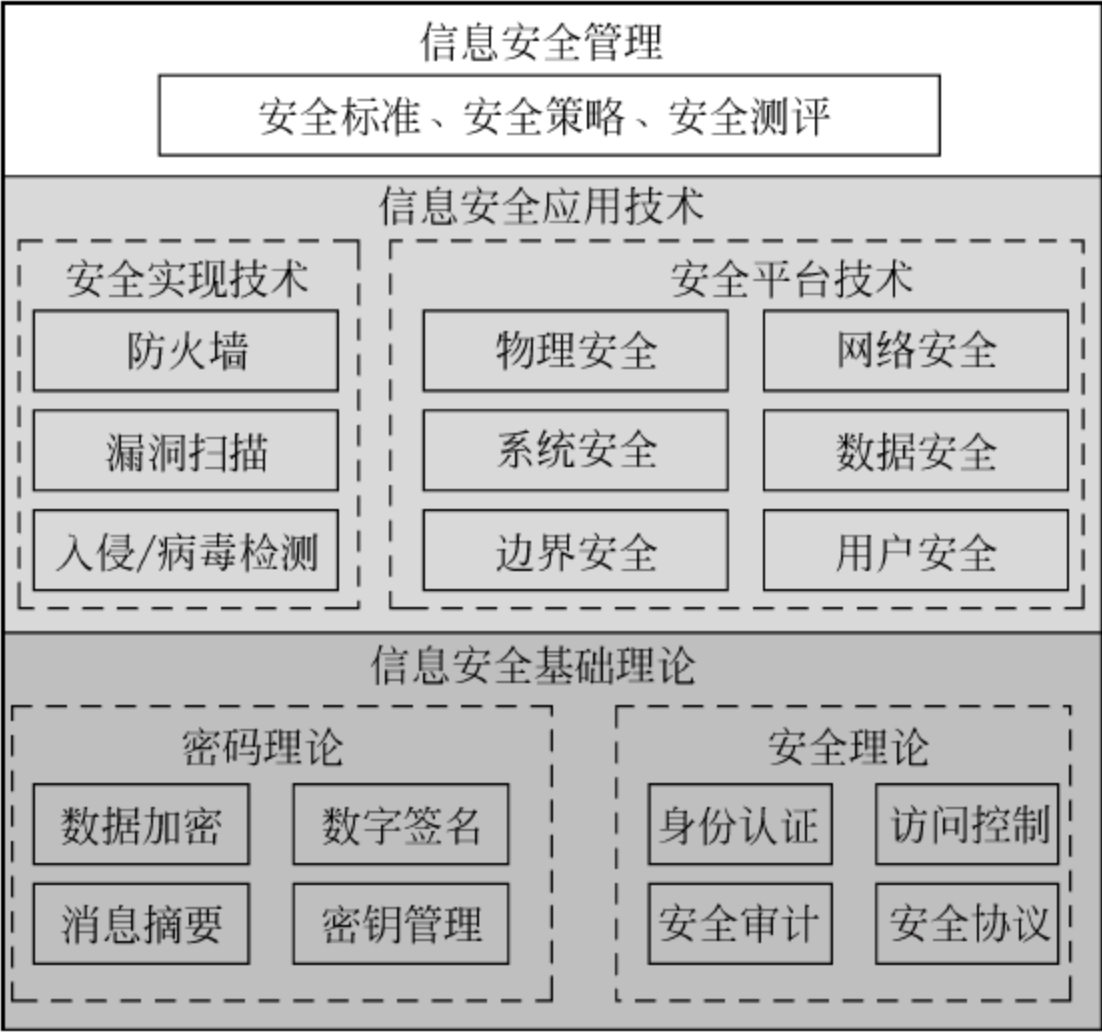 信息安全管理
安全标准、安全策略、安全测评
信息安全应用技术
安全实现技术
防火墙
漏洞扫描
入侵/病毒检测
安全平台技术
物理安全
网络安全
系统安全
数据安全
边界安全
用户安全
信息安全基础理论
密码理论
数据加密
数字签名
消息摘要
密钥管理
安全理论
身份认证
访问控制
安全审计
安全协议